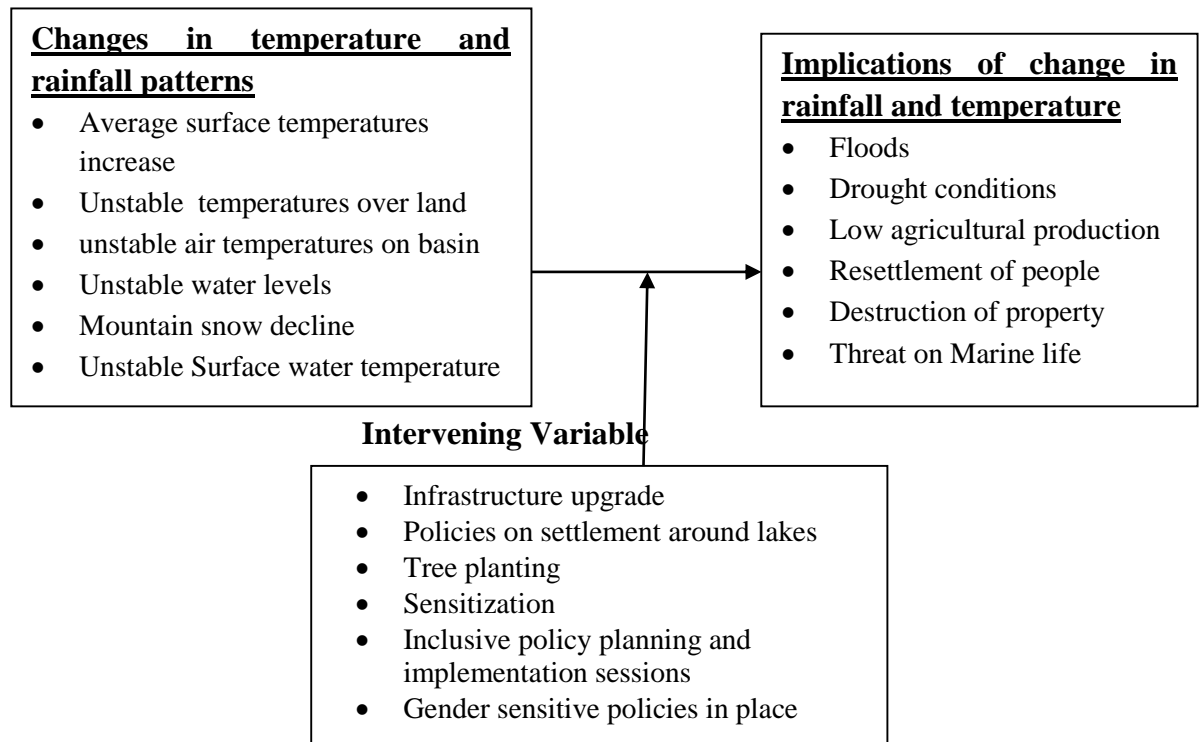 Changes in temperature and
rainfall patterns
• Average surface temperatures
increase
• Unstable temperatures over land
• unstable air temperatures on basin
• Unstable water levels
• Mountain snow decline
• Unstable Surface water temperature
Implications of change in
rainfall and temperature
• Floods
• Drought conditions
• Low agricultural production
• Resettlement of people
• Destruction of property
• Threat on Marine life
Intervening Variable
• Infrastructure upgrade
• Policies on settlement around lakes
• Tree planting
• Sensitization
• Inclusive policy planning and
implementation sessions
• Gender sensitive policies in place